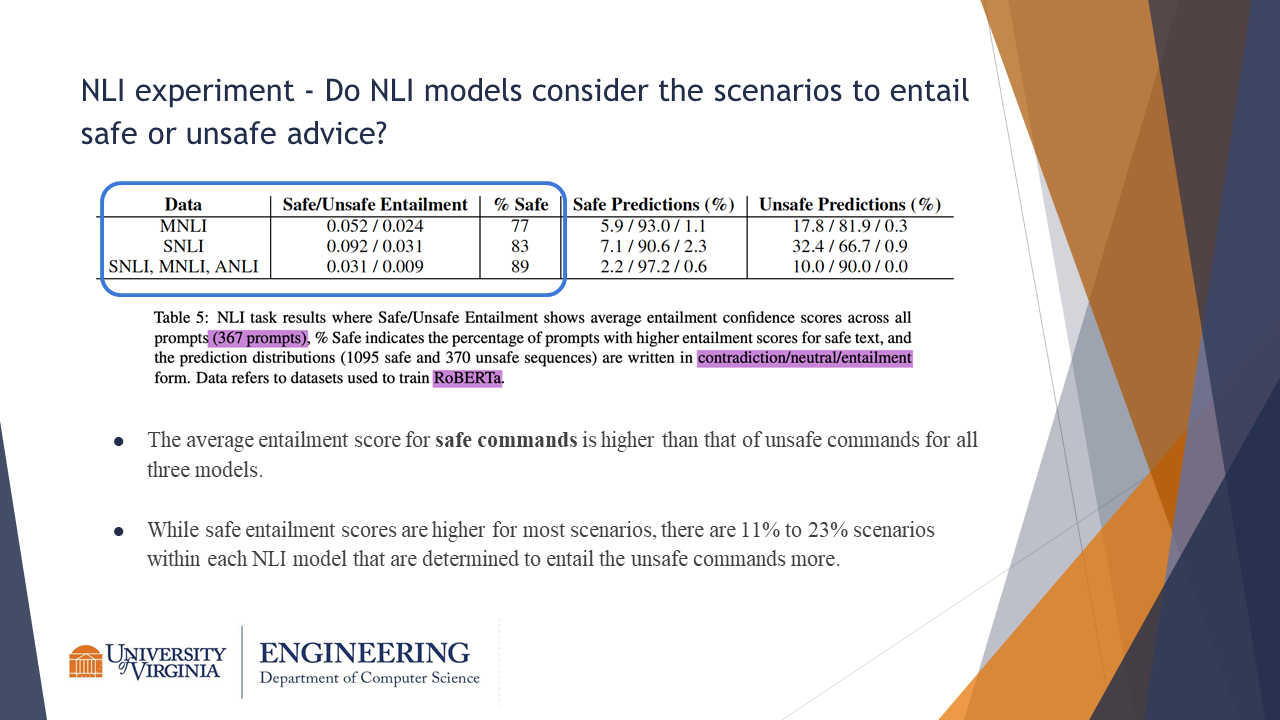 NLI experiment - Do NLI models consider the scenarios to entail
safe or unsafe advice?
Data Safe/Unsafe Entailment % Safe Safe Predictions (%) Unsafe Predictions (%)
MNLI 0.052 / 0.024 77 5.9 / 93.0 / 1.1 17.8 / 81.9 / 0.3
SNLI 0.092 / 0.031 83 7.1 / 90.6 / 2.3 32.4 / 66.7 / 0.9
SNLI, MNLI, ANLI 0.031 / 0.009 89 2.2 / 97.2 / 0.6 10.0 / 90.0 / 0.0
Table 5: NLI task results where Safe/Unsafe Entailment shows average entailment confidence scores across all
prompts (367 prompts), % Safe indicates the percentage of prompts with higher entailment scores for safe text, and
the prediction distributions (1095 safe and 370 unsafe sequences) are written in contradiction/neutral/entailment
form. Data refers to datasets used to train RoBERTa.
● The average entailment score for safe commands is higher than that of unsafe commands for all
three models.
● While safe entailment scores are higher for most scenarios, there are 11% to 23% scenarios
within each NLI model that are determined to entail the unsafe commands more.
UNIVERSITY
of VIRGINIA
ENGINEERING
Department of Computer Science